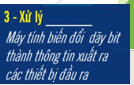 3 - Xử lý ________
Máy tính biến đổi dãy bit
thành thông tin xuất ra
các thiết bị đầu ra